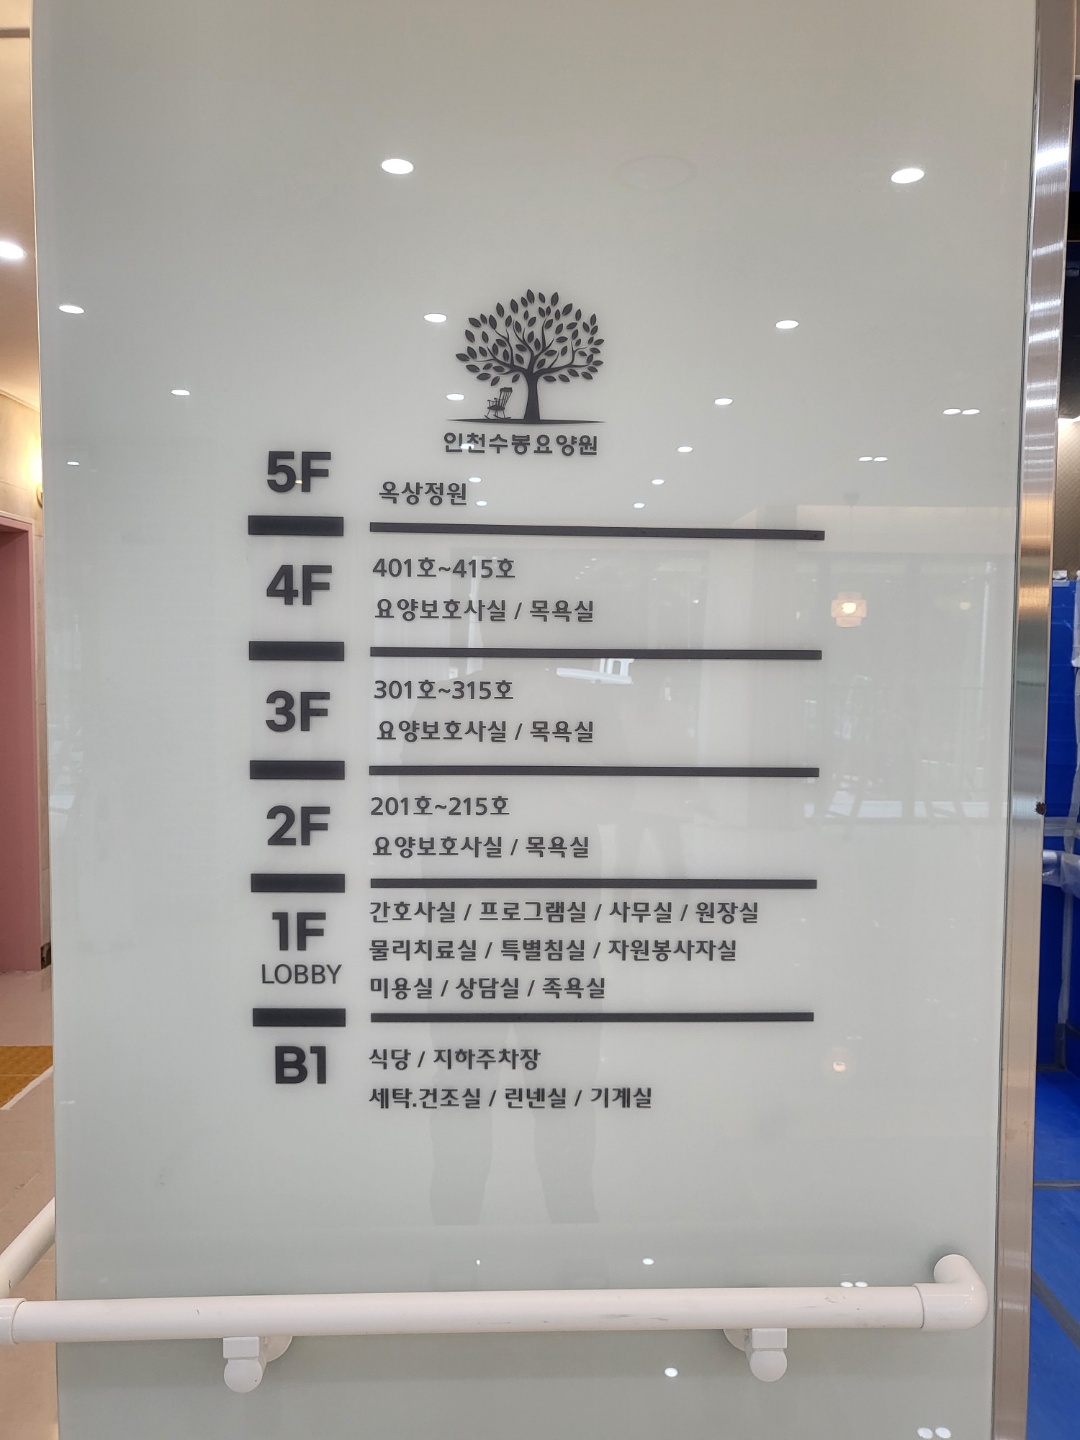 인천수봉요양원
5F
옥상정원
4F
401호~415호
요양보호사실 / 목욕실
3F
301호~315호
요양보호사실 / 목욕실
2F
201호~215호
요양보호사실 / 목욕실
1F
LOBBY
간호사실 / 프로그램실 / 사무실 / 원장실
물리치료실 / 특별침실 / 자원봉사자실
미용실 / 상담실 / 족욕실
B1
식당 / 지하주차장
세탁.건조실 / 린넨실 / 기계실